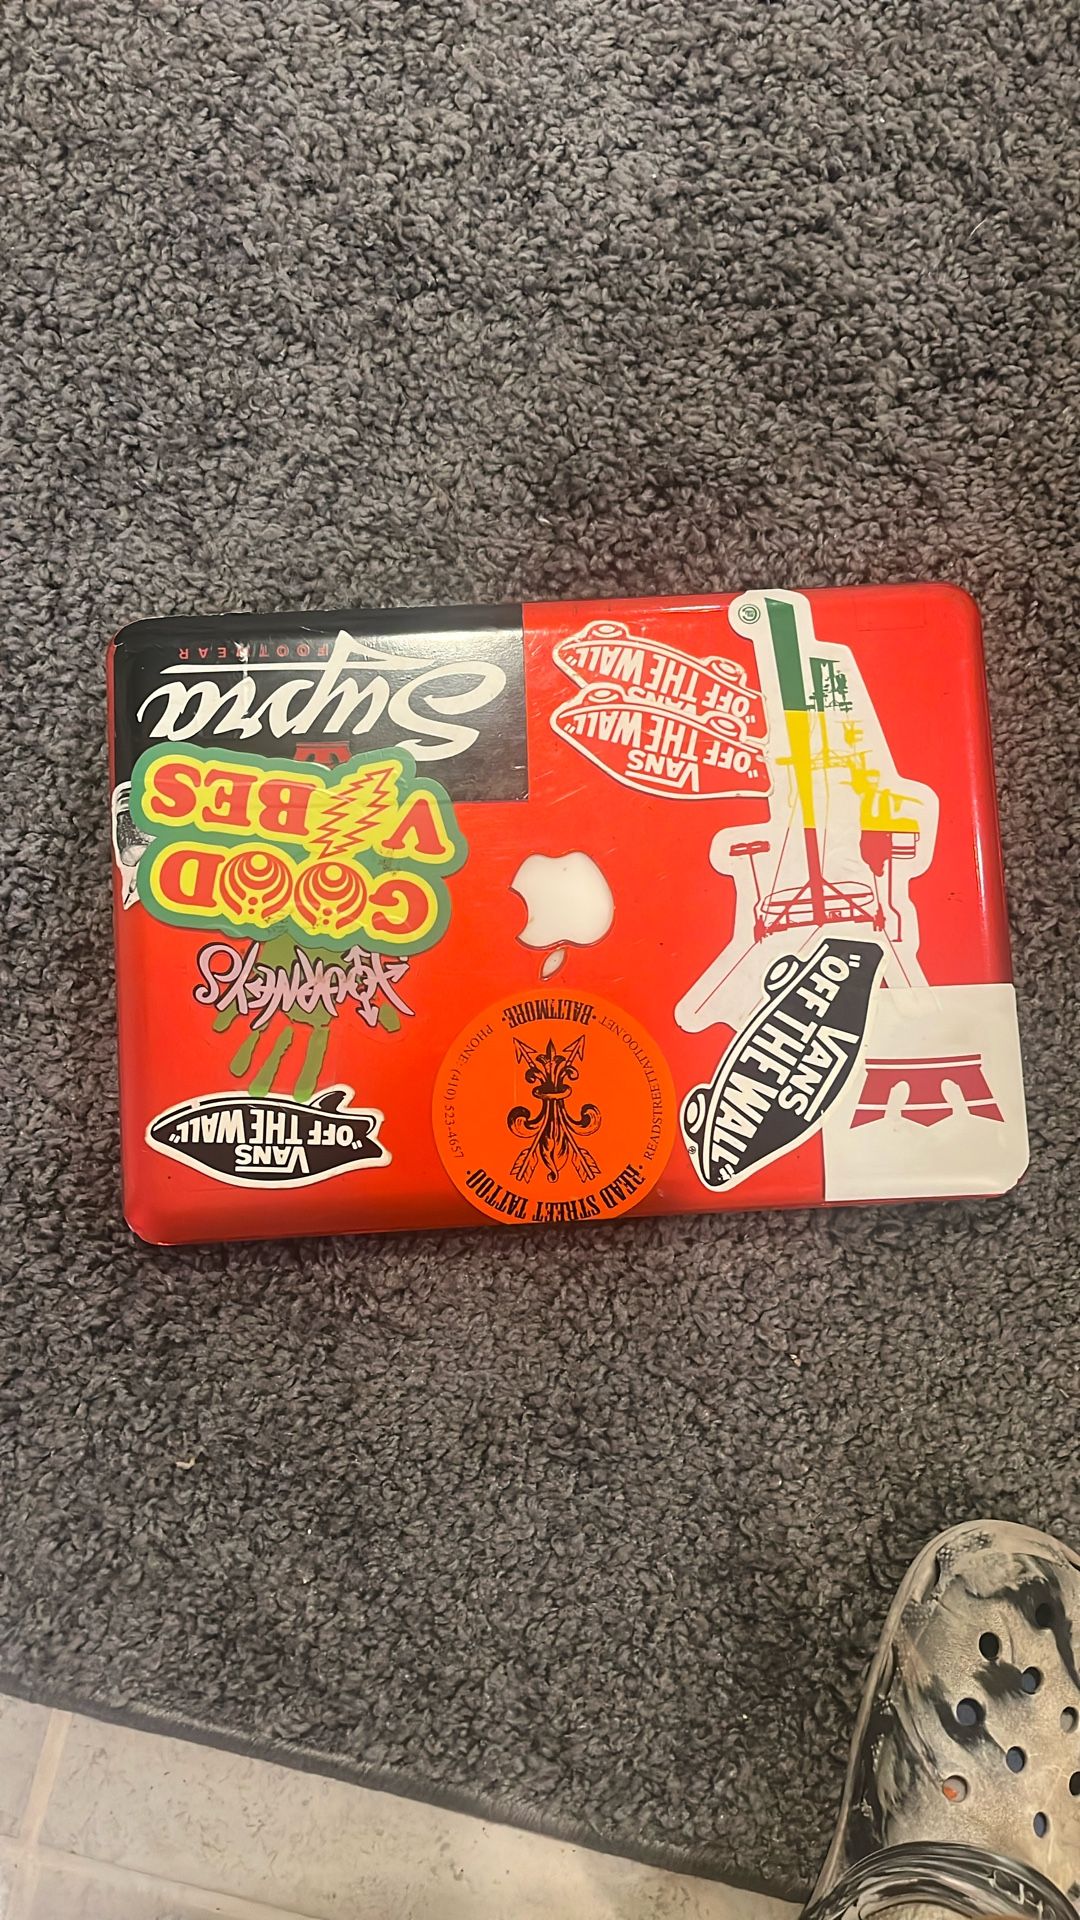 Supra
FOOTWEAR
GOOD
VIBES
JOURNEYS
VANS
"OFF THE WALL"
READ STREET TATTOO
BALTIMORE
PHONE: (410) 523-4657
READSTREETTATTOO.NET
VANS
"OFF THE WALL"
VANS
"OFF THE WALL"
VANS
"OFF THE WALL"